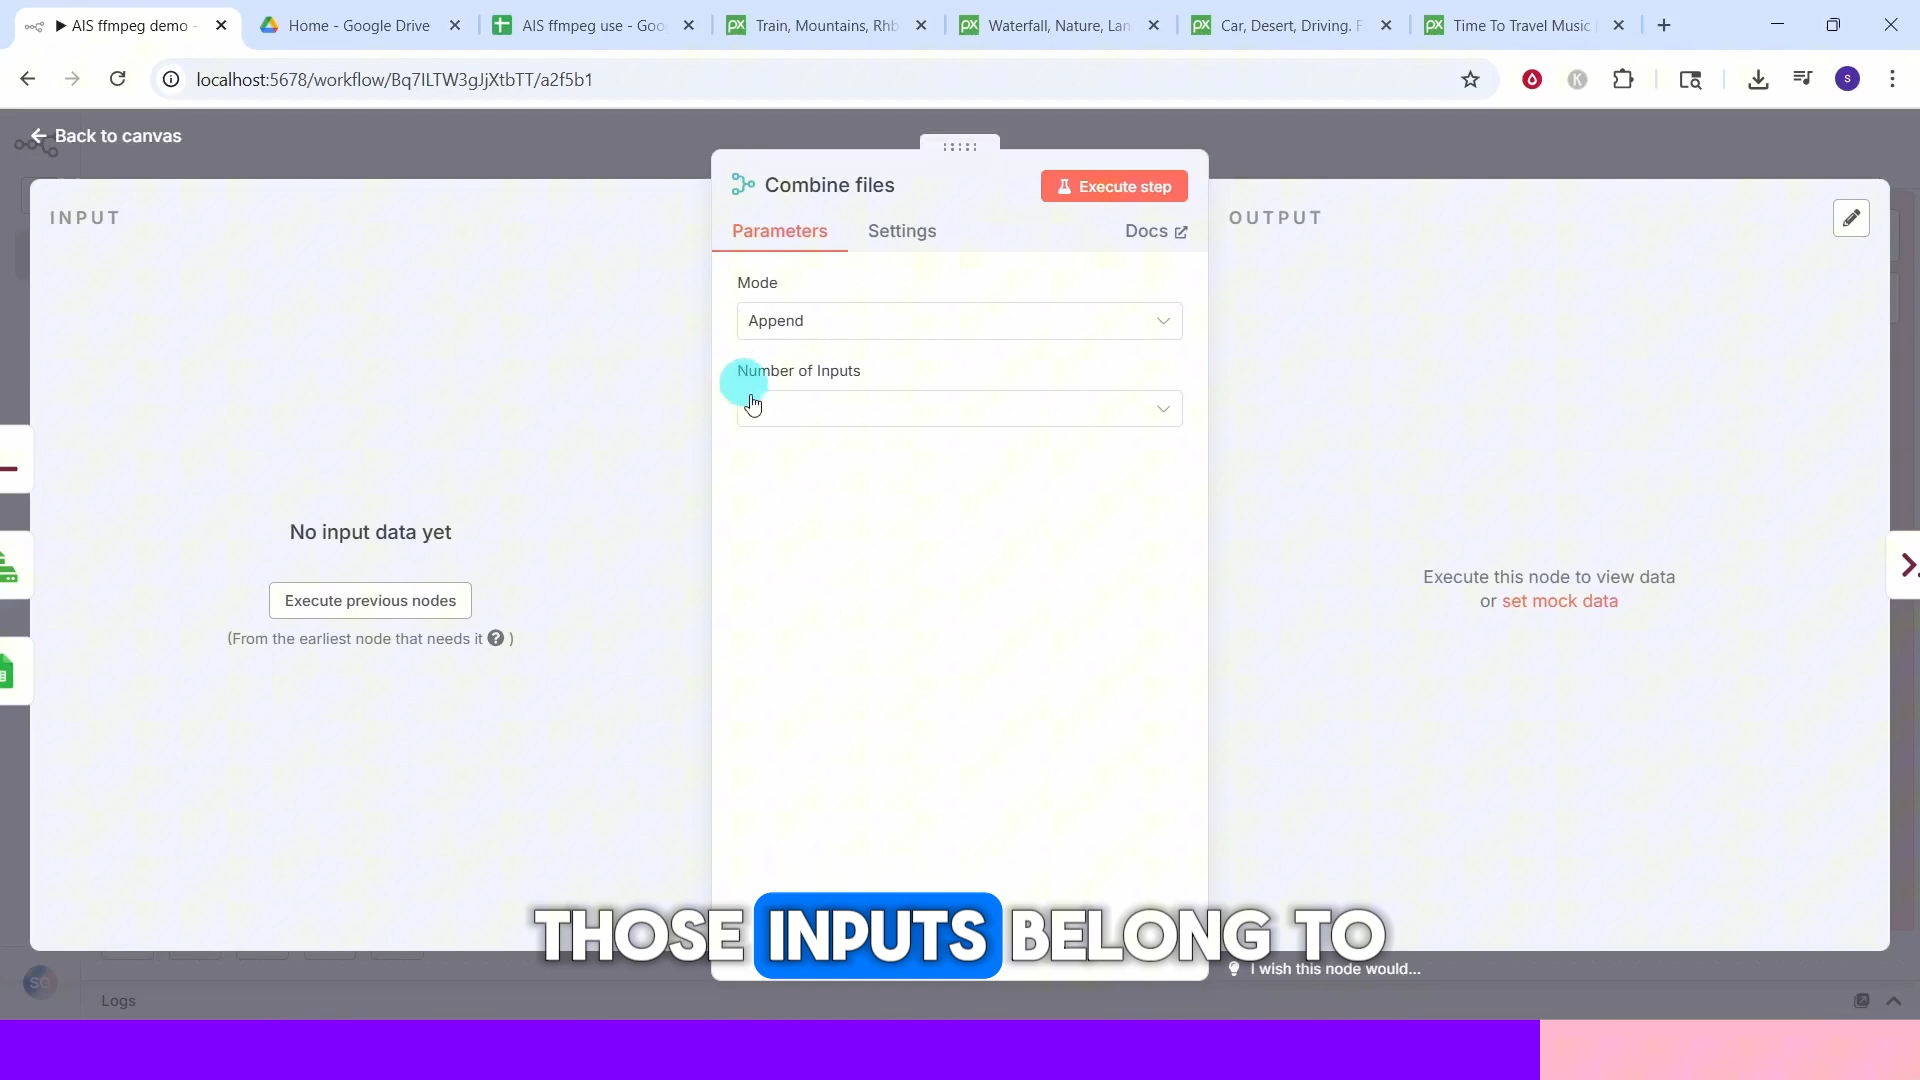 AIS ffmpeg demo -
Home - Google Drive
AIS ffmpeg use - Goo
Train, Mountains, Rhb
Waterfall, Nature, Lan
Car, Desert, Driving. F
Time To Travel Music
localhost:5678/workflow/Bq7ILTW3gJjXtbTT/a2f5b1
Back to canvas
Combine files
Execute step
INPUT
Parameters
Settings
Docs
OUTPUT
Mode
Append
Number of Inputs
No input data yet
Execute previous nodes
(From the earliest node that needs it ? )
Execute this node to view data
or set mock data
THOSE INPUTS BELONG TO
I wish this node would...
Logs